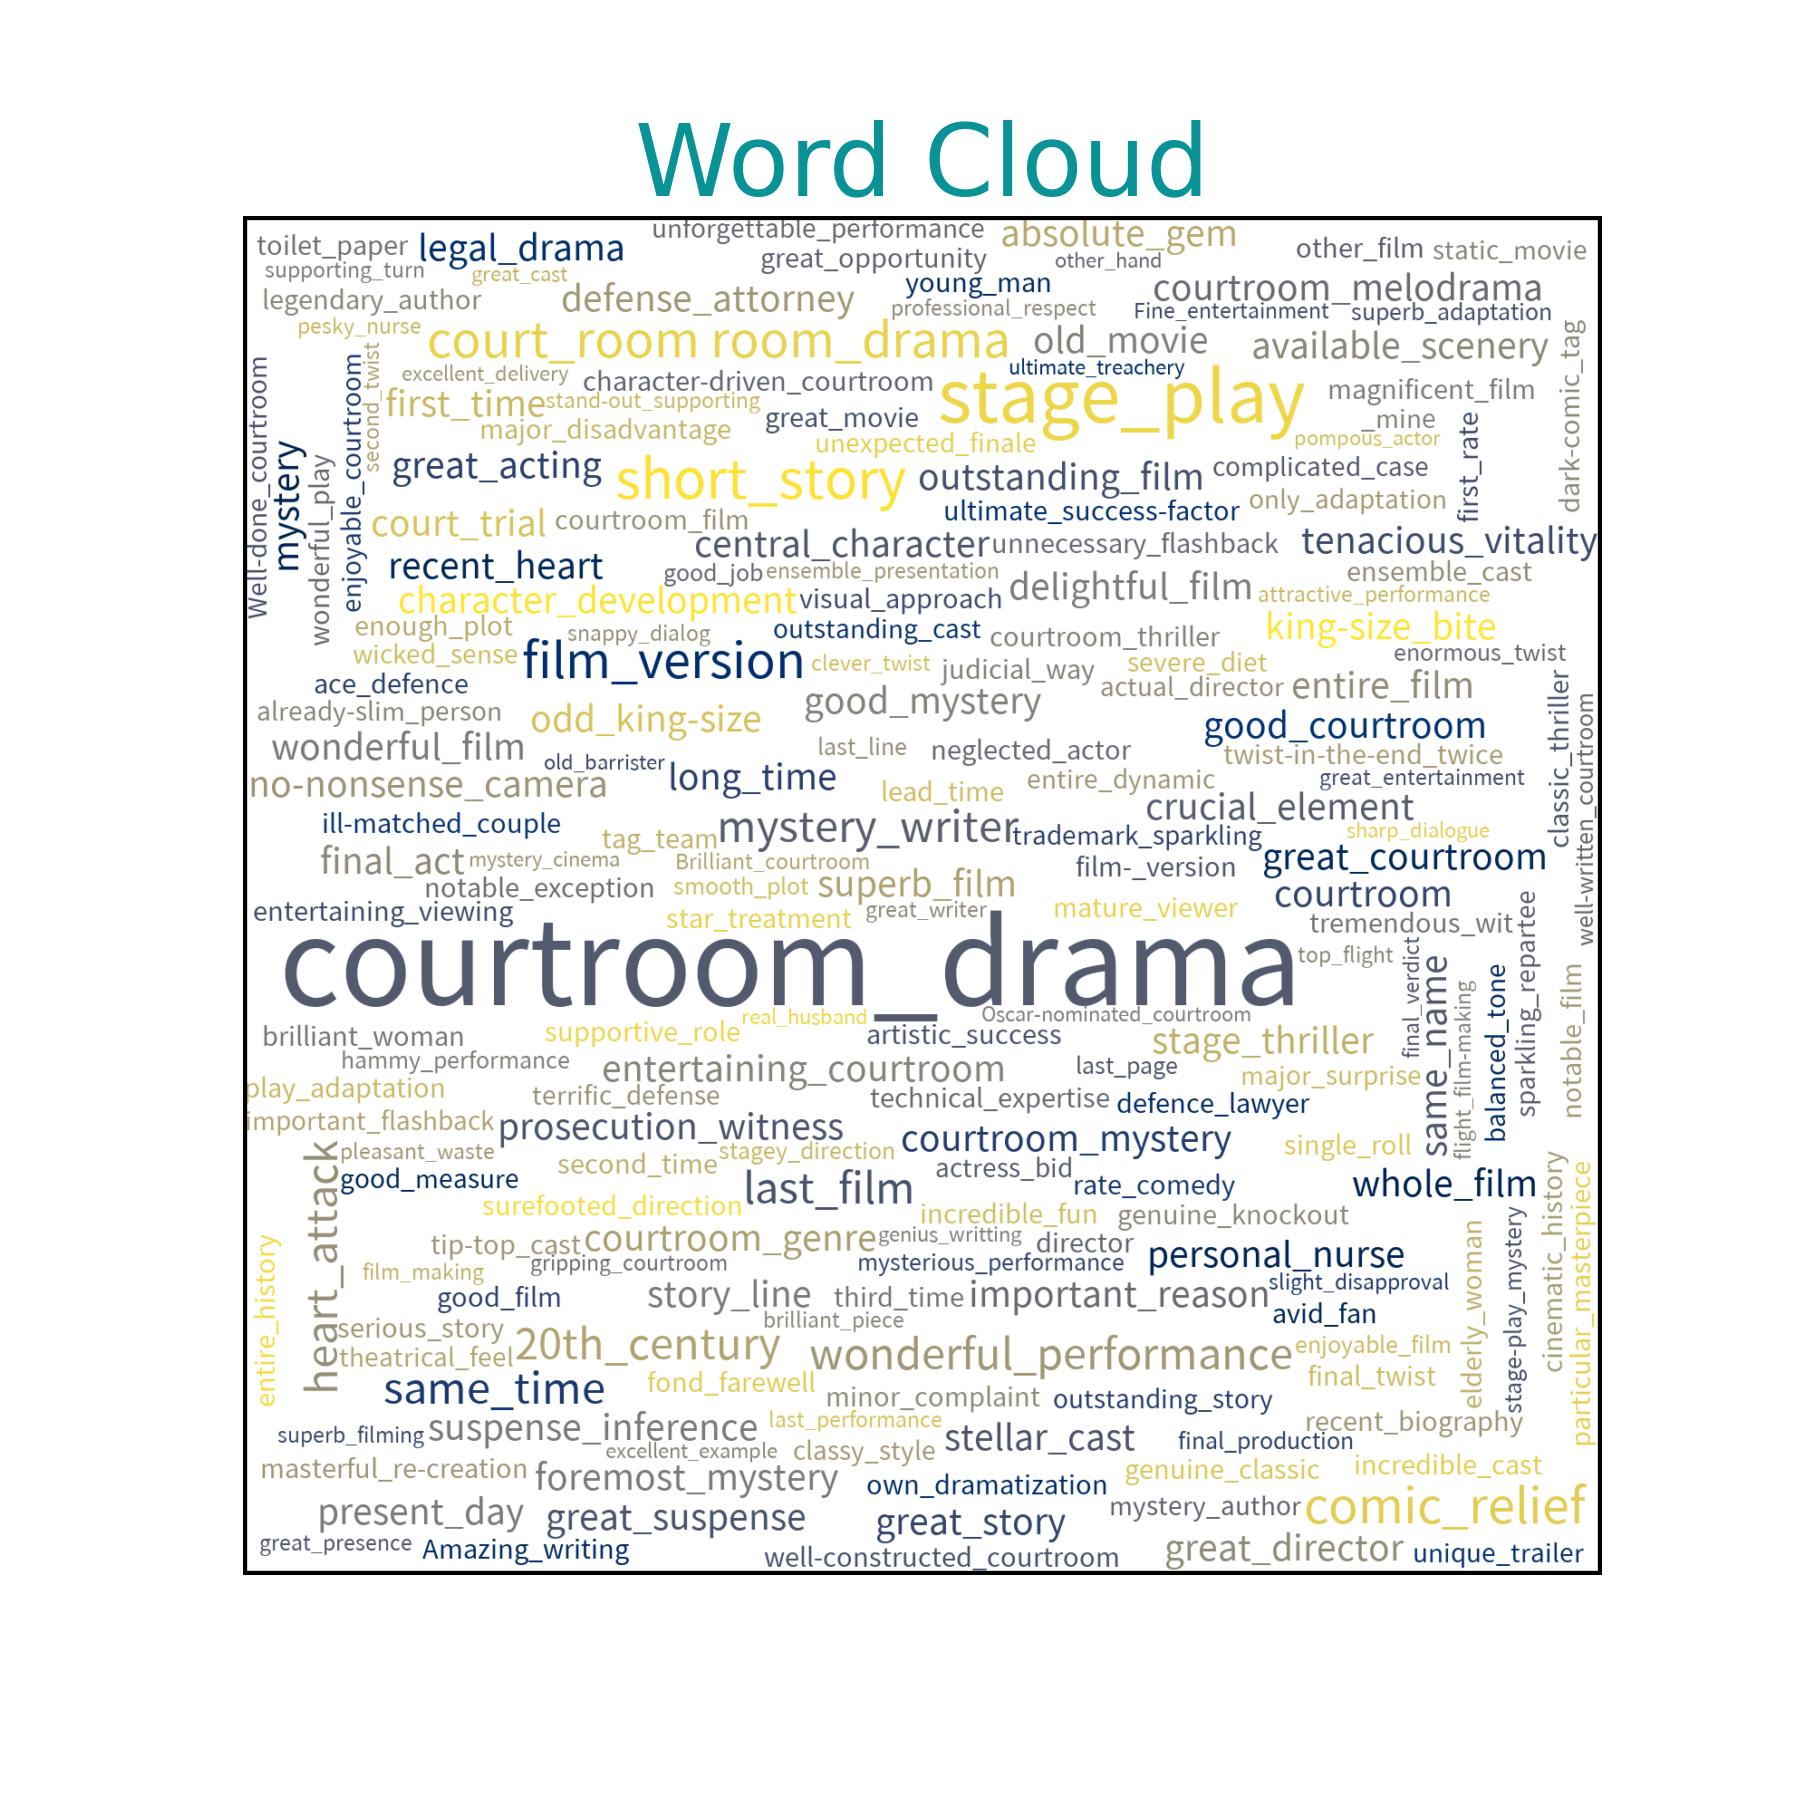 Word Cloud
unforgettable_performance
toilet_paper legal_drama absolute_gem other_film static_movie
supporting_turn great_cast great_opportunity other_hand
young_man courtroom_melodrama
legendary_author defense_attorney professional_respect Fine_entertainment superb_adaptation
pesky_nurse court_room room_drama old_movie available_scenery dark-comic_tag
second_twist excellent_delivery character-driven_courtroom ultimate_treachery magnificent_film
Well-done_courtroom enjoyable_courtroom first_time stand-out_supporting great_movie stage_play _mine
major_disadvantage unexpected_finale pompous_actor first_rate
mystery wonderful_play great_acting short_story outstanding_film complicated_case
ultimate_success-factor only_adaptation
court_trial courtroom_film
central_character unnecessary_flashback tenacious_vitality
recent_heart good_job ensemble_presentation delightful_film ensemble_cast
character_development visual_approach attractive_performance
enough_plot snappy_dialog outstanding_cast courtroom_thriller king-size_bite
wicked_sense film_version clever_twist judicial_way severe_diet enormous_twist
ace_defence actual_director entire_film
already-slim_person odd_king-size good_mystery good_courtroom classic_thriller well-written_courtroom
wonderful_film last_line neglected_actor twist-in-the-end_twice
old_barrister long_time entire_dynamic great_entertainment
no-nonsense_camera lead_time crucial_element
ill-matched_couple tag_team mystery_writer trademark_sparkling sharp_dialogue
final_act mystery_cinema Brilliant_courtroom film-_version great_courtroom
notable_exception smooth_plot superb_film courtroom
entertaining_viewing star_treatment great_writer mature_viewer tremendous_wit
courtroom_drama top_flight final_verdict same_name flight_film-making balanced_tone sparkling_repartee notable_film
real_husband Oscar-nominated_courtroom
brilliant_woman supportive_role artistic_success stage_thriller
hammy_performance entertaining_courtroom last_page major_surprise
play_adaptation terrific_defense technical_expertise defence_lawyer
important_flashback prosecution_witness courtroom_mystery single_roll
heart_attack pleasant_waste second_time stagey_direction actress_bid
good_measure last_film rate_comedy whole_film
surefooted_direction incredible_fun genuine_knockout elderly_woman stage-play_mystery cinematic_history particular_masterpiece
entire_history tip-top_cast courtroom_genre genius_writting director personal_nurse
film_making gripping_courtroom mysterious_performance slight_disapproval
good_film story_line third_time important_reason avid_fan
serious_story brilliant_piece
theatrical_feel 20th_century wonderful_performance enjoyable_film
same_time fond_farewell minor_complaint outstanding_story final_twist
superb_filming suspense_inference last_performance stellar_cast final_production recent_biography
excellent_example classy_style
masterful_re-creation foremost_mystery own_dramatization genuine_classic incredible_cast
present_day great_suspense great_story mystery_author comic_relief
great_presence Amazing_writing well-constructed_courtroom great_director unique_trailer